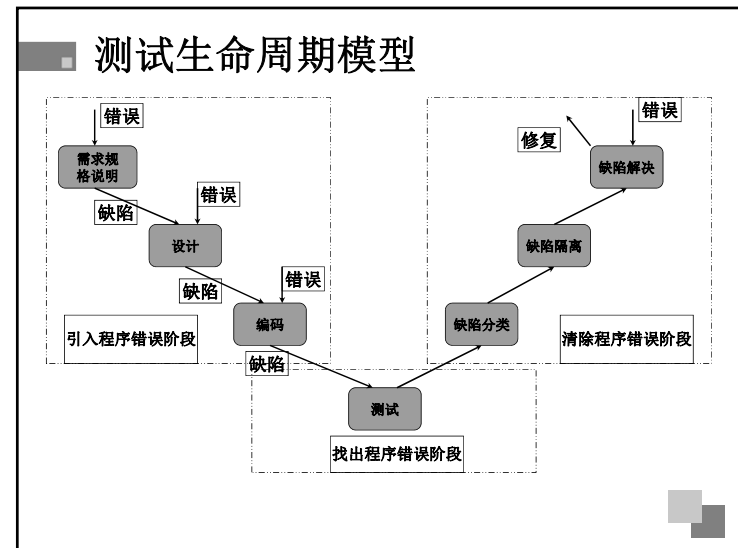 测试生命周期模型
错误
需求规
格说明
缺陷
错误
设计
缺陷
错误
编码
引入程序错误阶段
缺陷
测试
找出程序错误阶段
错误
修复
缺陷解决
缺陷隔离
缺陷分类
清除程序错误阶段